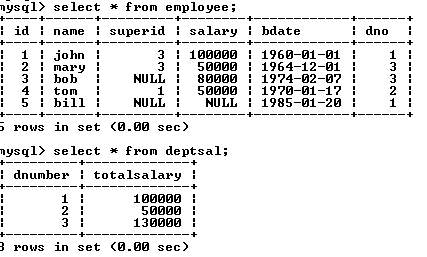 mysql> select * from employee;
| id | name | superid | salary | bdate | dno |
| 1 | john | 3 | 100000 | 1960-01-01 | 1 |
| 2 | mary | 3 | 50000 | 1964-12-01 | 3 |
| 3 | bob | NULL | 80000 | 1974-02-07 | 3 |
| 4 | tom | 1 | 50000 | 1970-01-17 | 2 |
| 5 | bill | NULL | NULL | 1985-01-20 | 1 |
5 rows in set (0.00 sec)
mysql> select * from deptsal;
| dnumber | totalsalary |
| 1 | 100000 |
| 2 | 50000 |
| 3 | 130000 |
3 rows in set (0.00 sec)